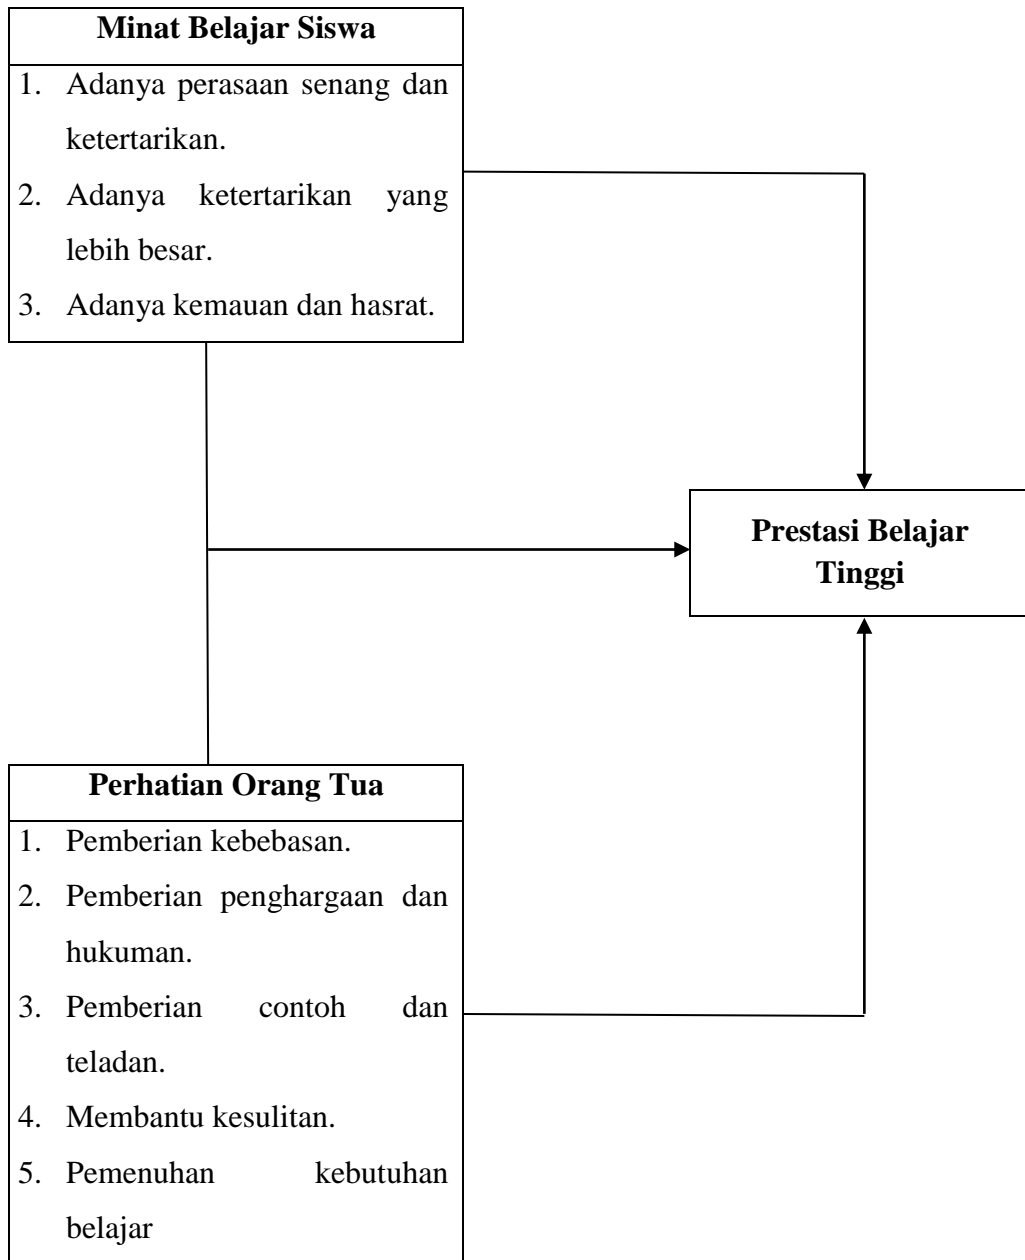 Minat Belajar Siswa
1. Adanya perasaan senang dan
ketertarikan.
2. Adanya ketertarikan yang
lebih besar.
3. Adanya kemauan dan hasrat.
Prestasi Belajar
Tinggi
Perhatian Orang Tua
1. Pemberian kebebasan.
2. Pemberian penghargaan dan
hukuman.
3. Pemberian contoh dan
teladan.
4. Membantu kesulitan.
5. Pemenuhan kebutuhan
belajar